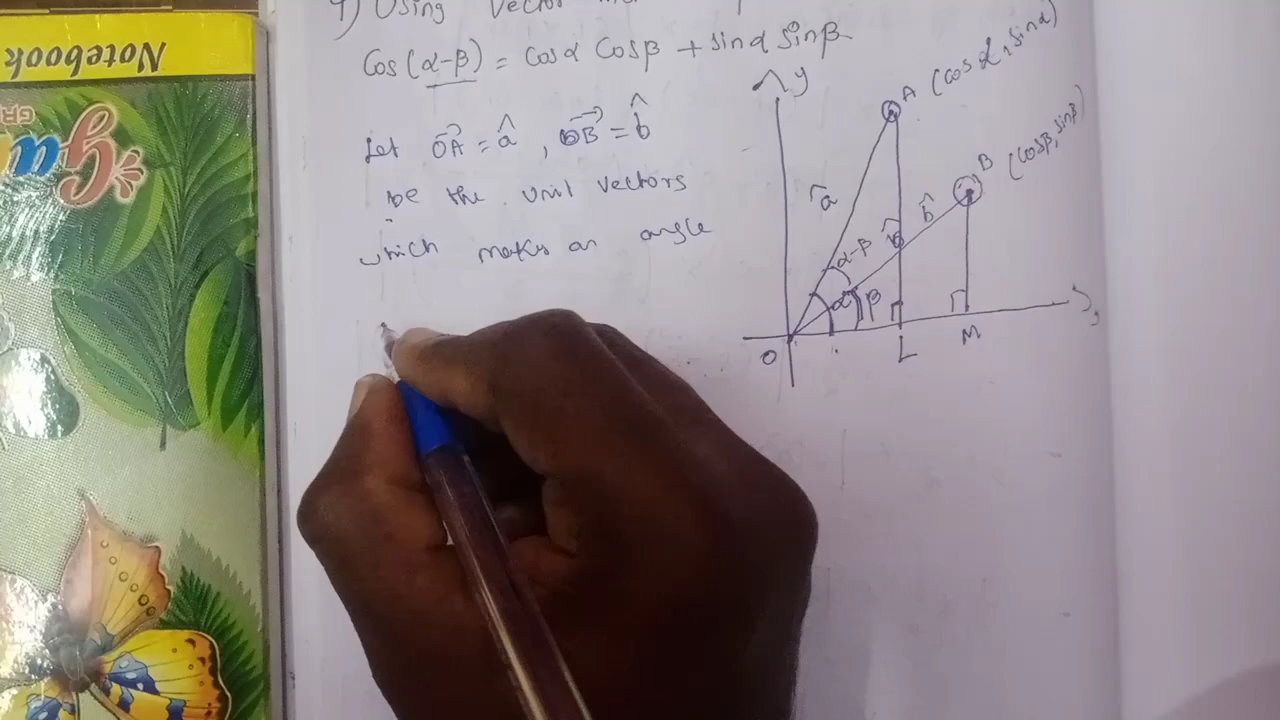 1) Using Vector
Cos(α-β) = Cosα Cosβ + sinα sinβ
Let OA⃗ = â , OB⃗ = b̂
be the unit vectors
which makes an angle
y
A (cosα, sinα)
B (cosβ, sinβ)
â
b̂
α-β
α
β
O
L
M
Notebook